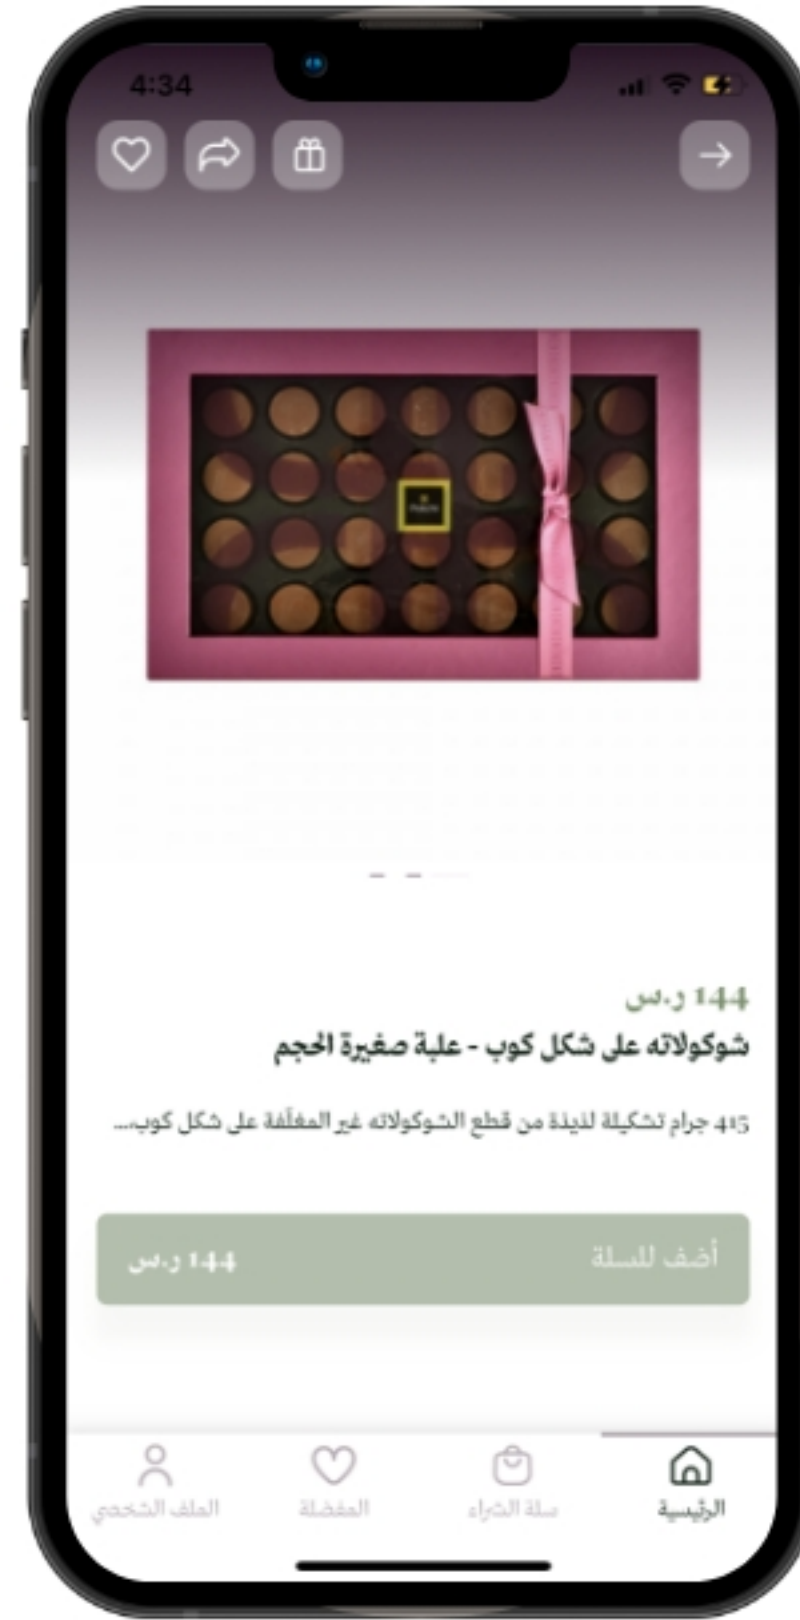 4:34
144 ر.س
شوكولاته على شكل كوب - علبة صغيرة الحجم
415 جرام تشكيلة لذيذة من قطع الشوكولاته غير المغلّفة على شكل كوب،...
أضف للسلة 144 ر.س
الرئيسية سلة الشراء المفضلة الملف الشخصي